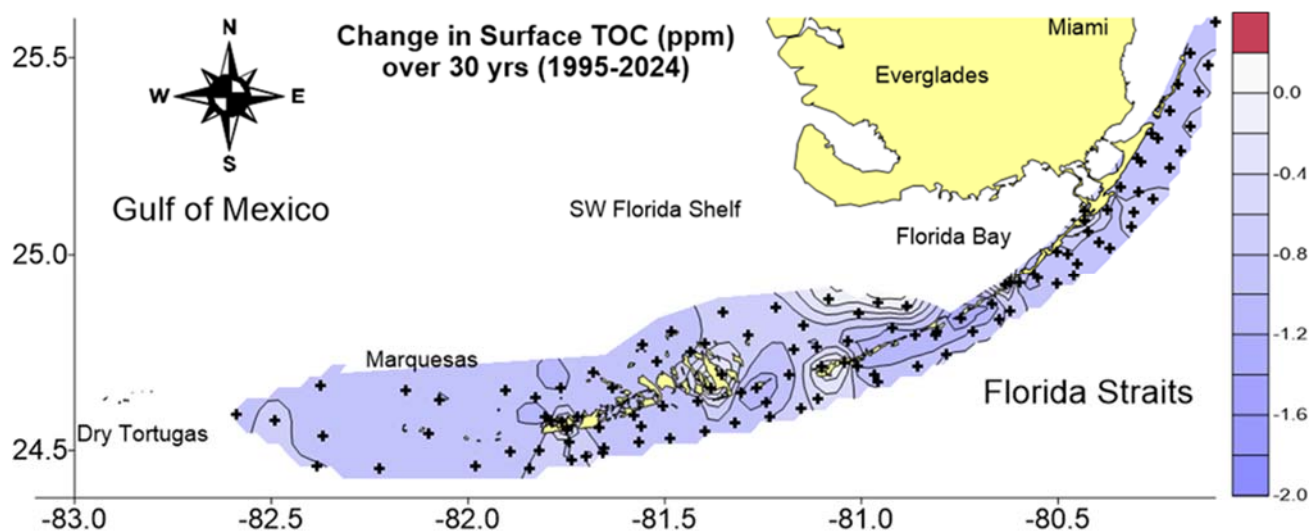 Change in Surface TOC (ppm)
over 30 yrs (1995-2024)
N
W E
S
Gulf of Mexico
SW Florida Shelf
Miami
Everglades
Florida Bay
Marquesas
Dry Tortugas
Florida Straits
25.5
25.0
24.5
-83.0 -82.5 -82.0 -81.5 -81.0 -80.5
0.0
-0.4
-0.8
-1.2
-1.6
-2.0